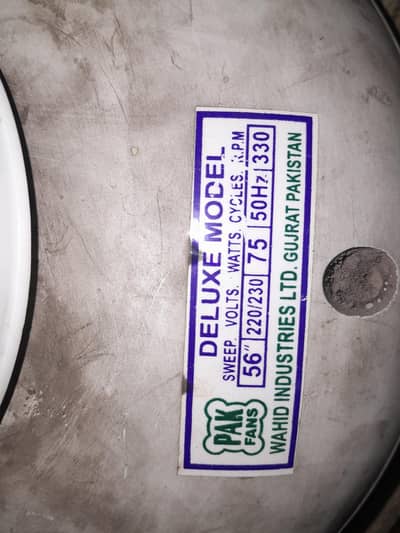 DELUXE MODEL
SWEEP. VOLTS. WATTS. CYCLES. R.P.M
56" 220/230 75 50Hz 330
PAK
FANS
WAHID INDUSTRIES LTD. GUJRAT PAKISTAN